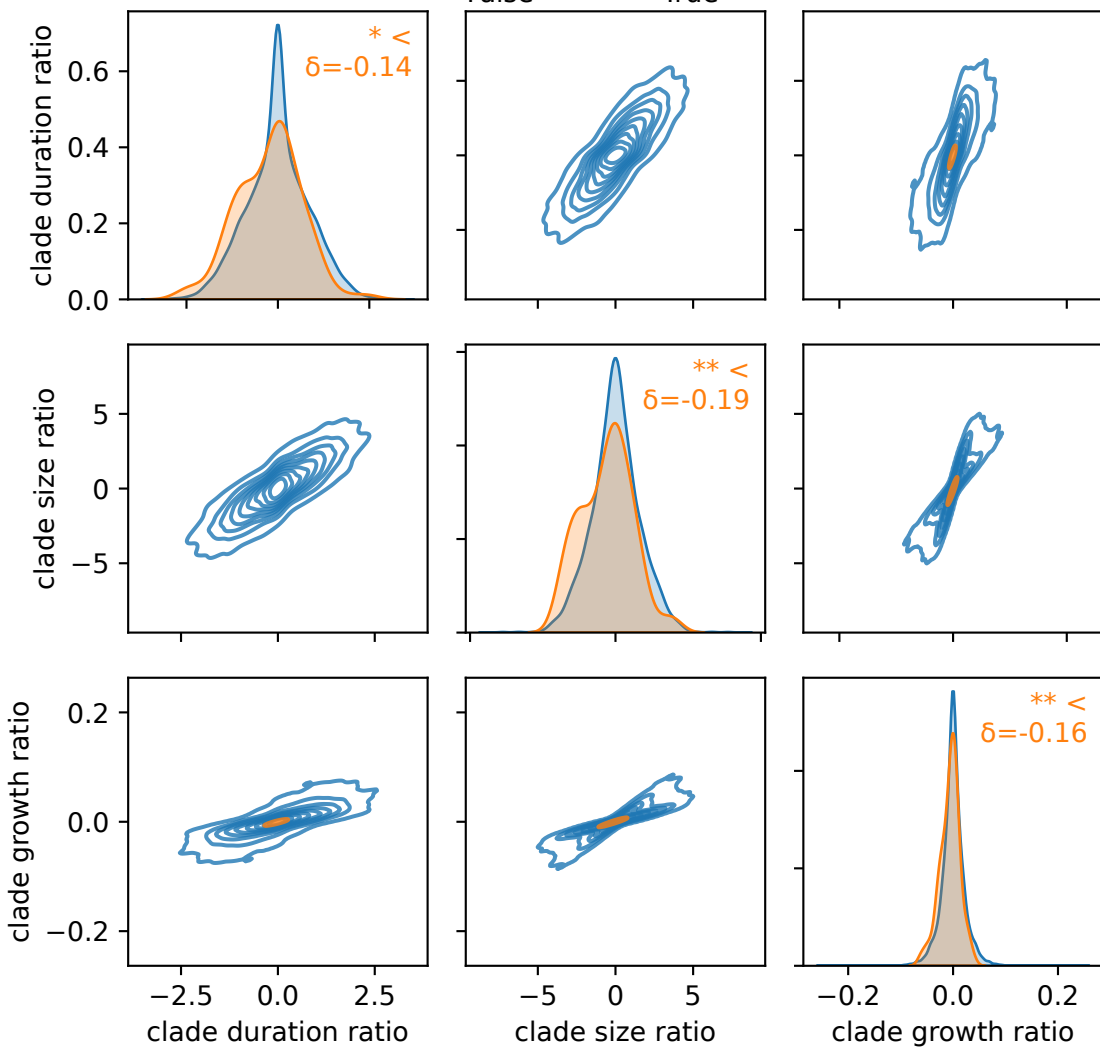 clade duration ratio
0.6
0.4
0.2
0.0
* <
δ=-0.14
clade size ratio
5
0
−5
** <
δ=-0.19
clade growth ratio
0.2
0.0
−0.2
** <
δ=-0.16
−2.5 0.0 2.5
clade duration ratio
−5 0 5
clade size ratio
−0.2 0.0 0.2
clade growth ratio